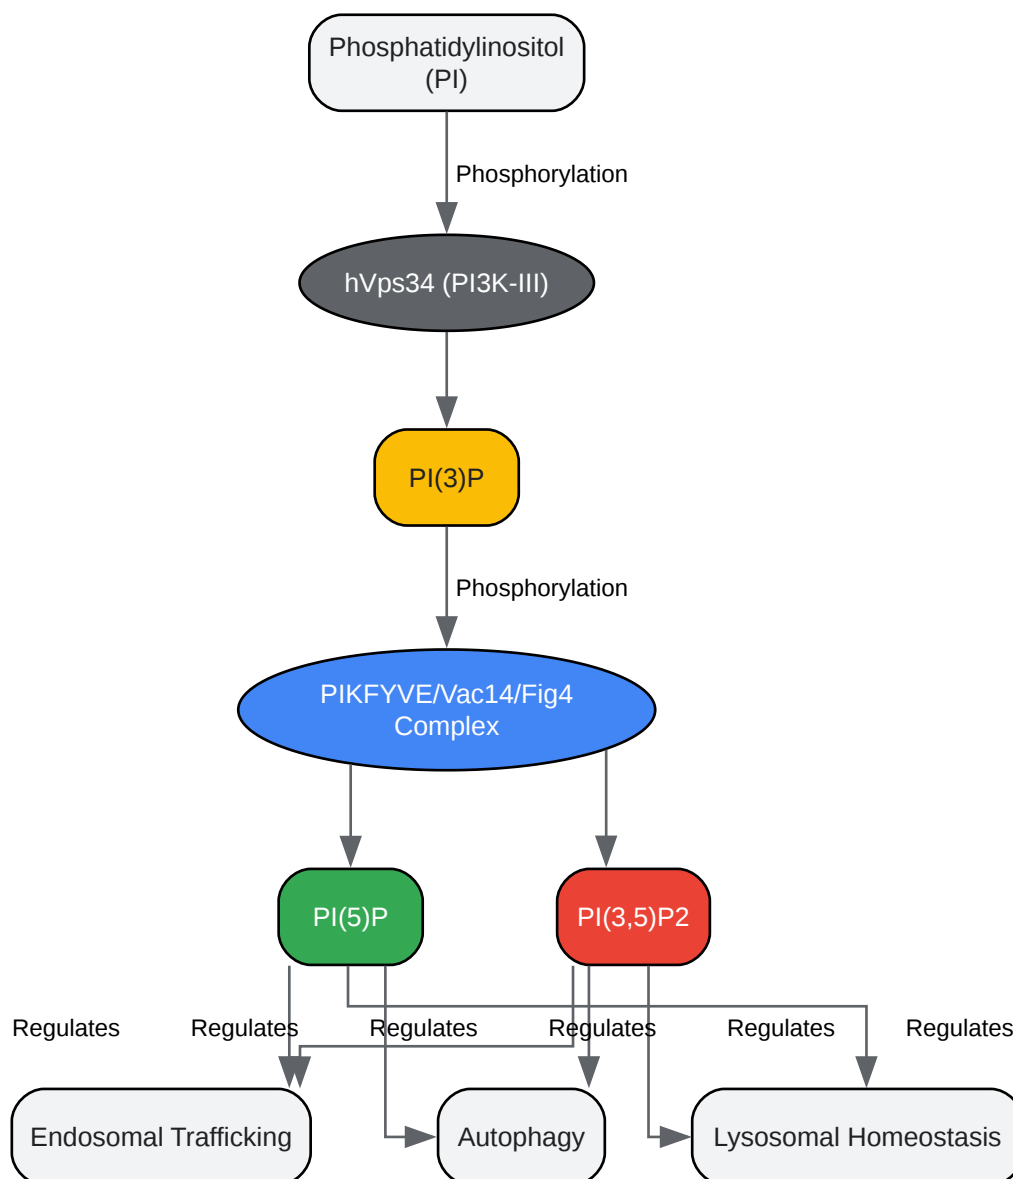 Phosphatidylinositol
(PI)
Phosphorylation
hVps34 (PI3K-III)
PI(3)P
Phosphorylation
PIKFYVE/Vac14/Fig4
Complex
PI(5)P
PI(3,5)P2
Regulates
Regulates
Regulates
Regulates
Regulates
Regulates
Endosomal Trafficking
Autophagy
Lysosomal Homeostasis